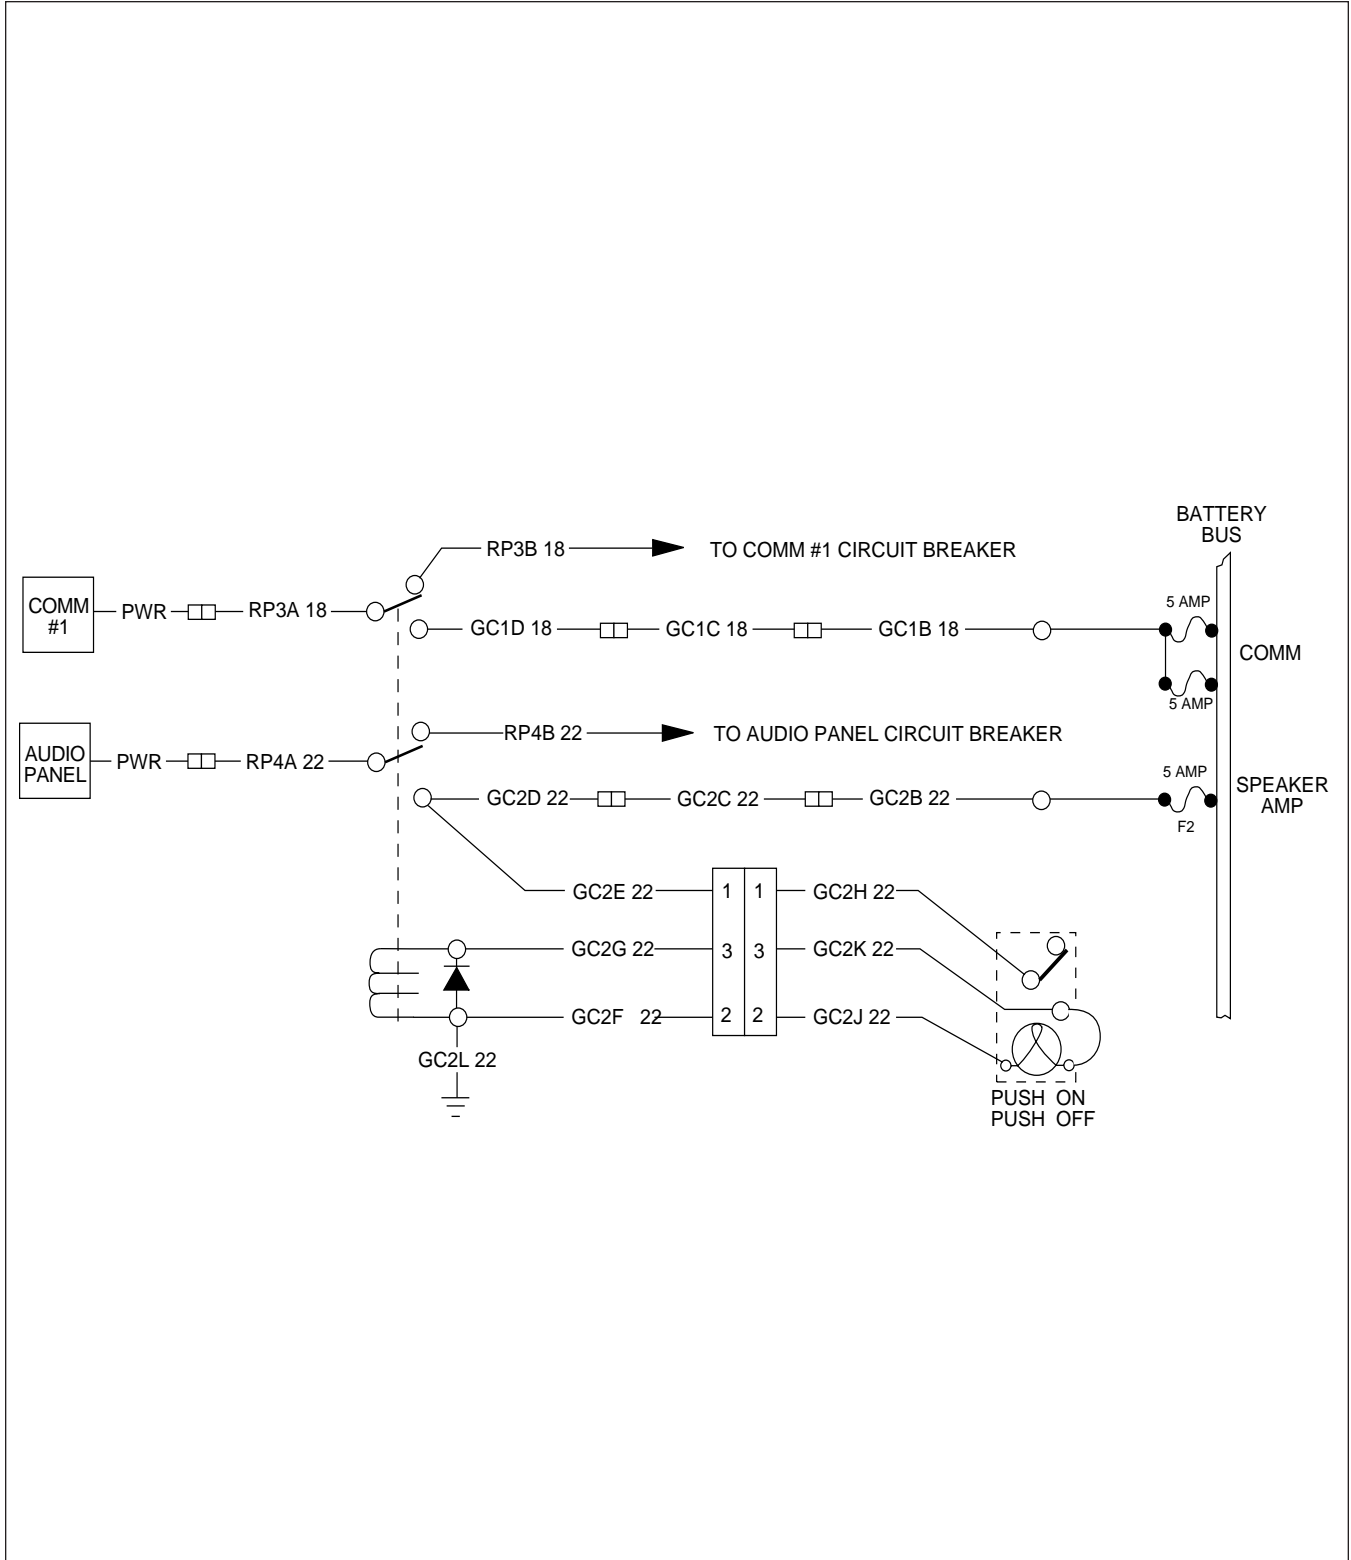 BATTERY
BUS
RP3B 18
TO COMM #1 CIRCUIT BREAKER
5 AMP
COMM
#1
PWR
RP3A 18
GC1D 18
GC1C 18
GC1B 18
COMM
5 AMP
AUDIO
PANEL
PWR
RP4A 22
RP4B 22
TO AUDIO PANEL CIRCUIT BREAKER
5 AMP
SPEAKER
AMP
GC2D 22
GC2C 22
GC2B 22
F2
GC2E 22
1
1
GC2H 22
GC2G 22
3
3
GC2K 22
GC2F 22
2
2
GC2J 22
GC2L 22
PUSH ON
PUSH OFF